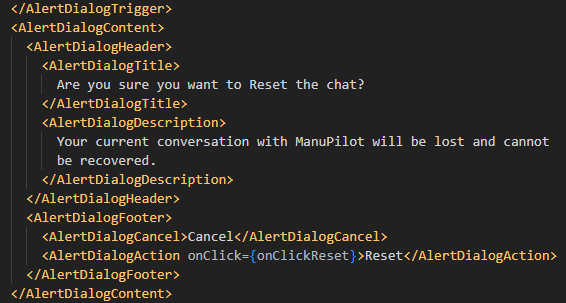 </AlertDialogTrigger>
<AlertDialogContent>
<AlertDialogHeader>
<AlertDialogTitle>
Are you sure you want to Reset the chat?
</AlertDialogTitle>
<AlertDialogDescription>
Your current conversation with ManuPilot will be lost and cannot
be recovered.
</AlertDialogDescription>
</AlertDialogHeader>
<AlertDialogFooter>
<AlertDialogCancel>Cancel</AlertDialogCancel>
<AlertDialogAction onClick={onClickReset}>Reset</AlertDialogAction>
</AlertDialogFooter>
</AlertDialogContent>